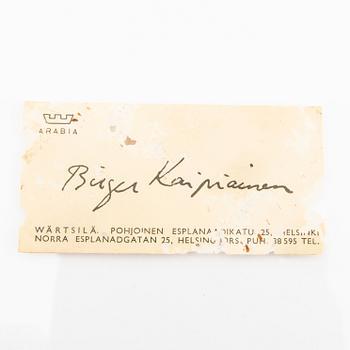 ARABIA
Birger Kaipiainen
WÄRTSILÄ, POHJOINEN ESPLANADIKATU 25, HELSINKI
NORRA ESPLANADGATAN 25, HELSINGFORS, PUH. 38 595 TEL.